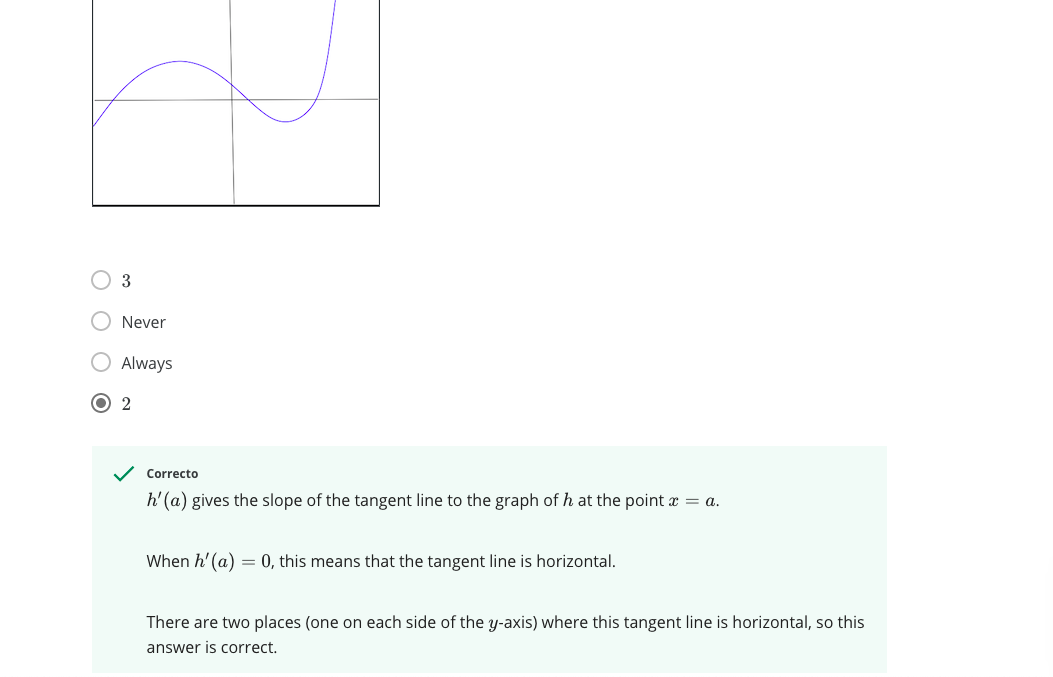 3
Never
Always
2
Correcto
h′(a) gives the slope of the tangent line to the graph of h at the point x = a.
When h′(a) = 0, this means that the tangent line is horizontal.
There are two places (one on each side of the y-axis) where this tangent line is horizontal, so this
answer is correct.